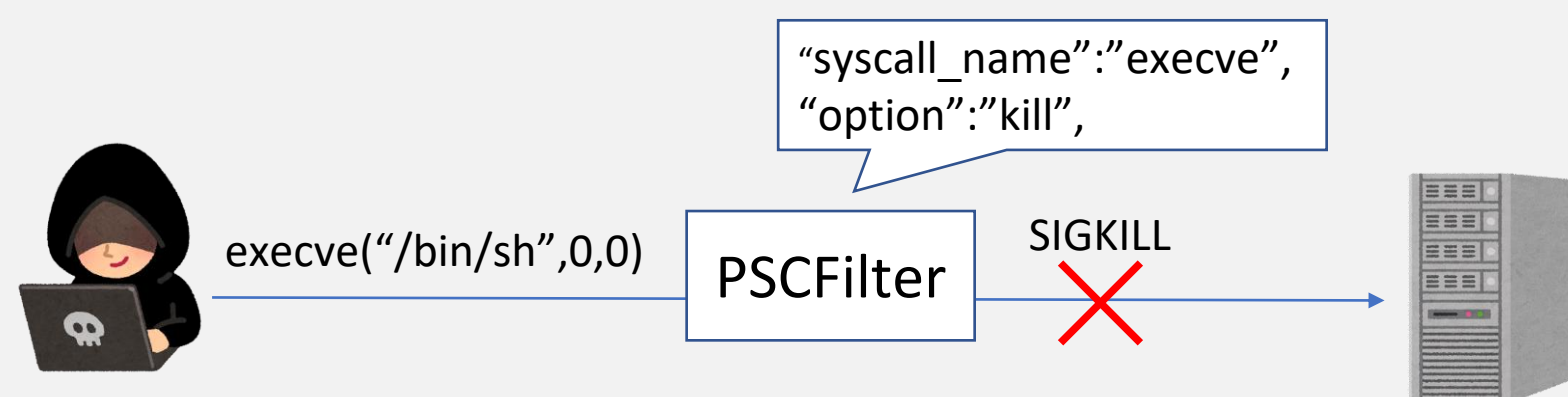 “syscall_name”:”execve”,
“option”:”kill”,
execve(“/bin/sh”,0,0)
PSCFilter
SIGKILL